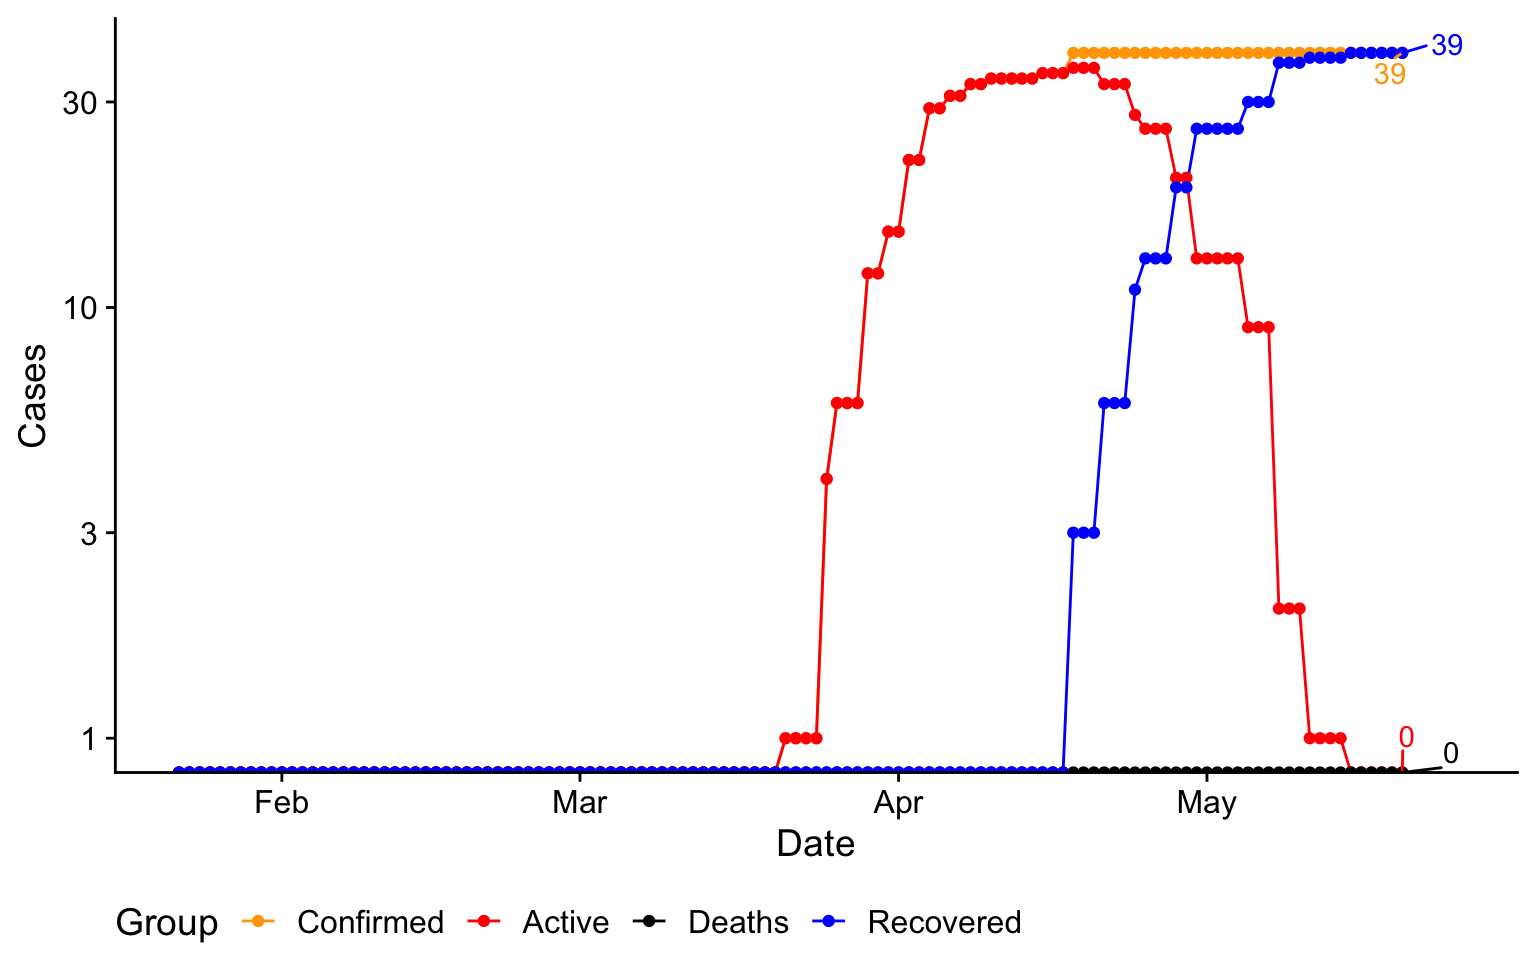 39
39
30
10
Cases
3
1
0
0
Feb Mar Apr May
Date
Group Confirmed Active Deaths Recovered